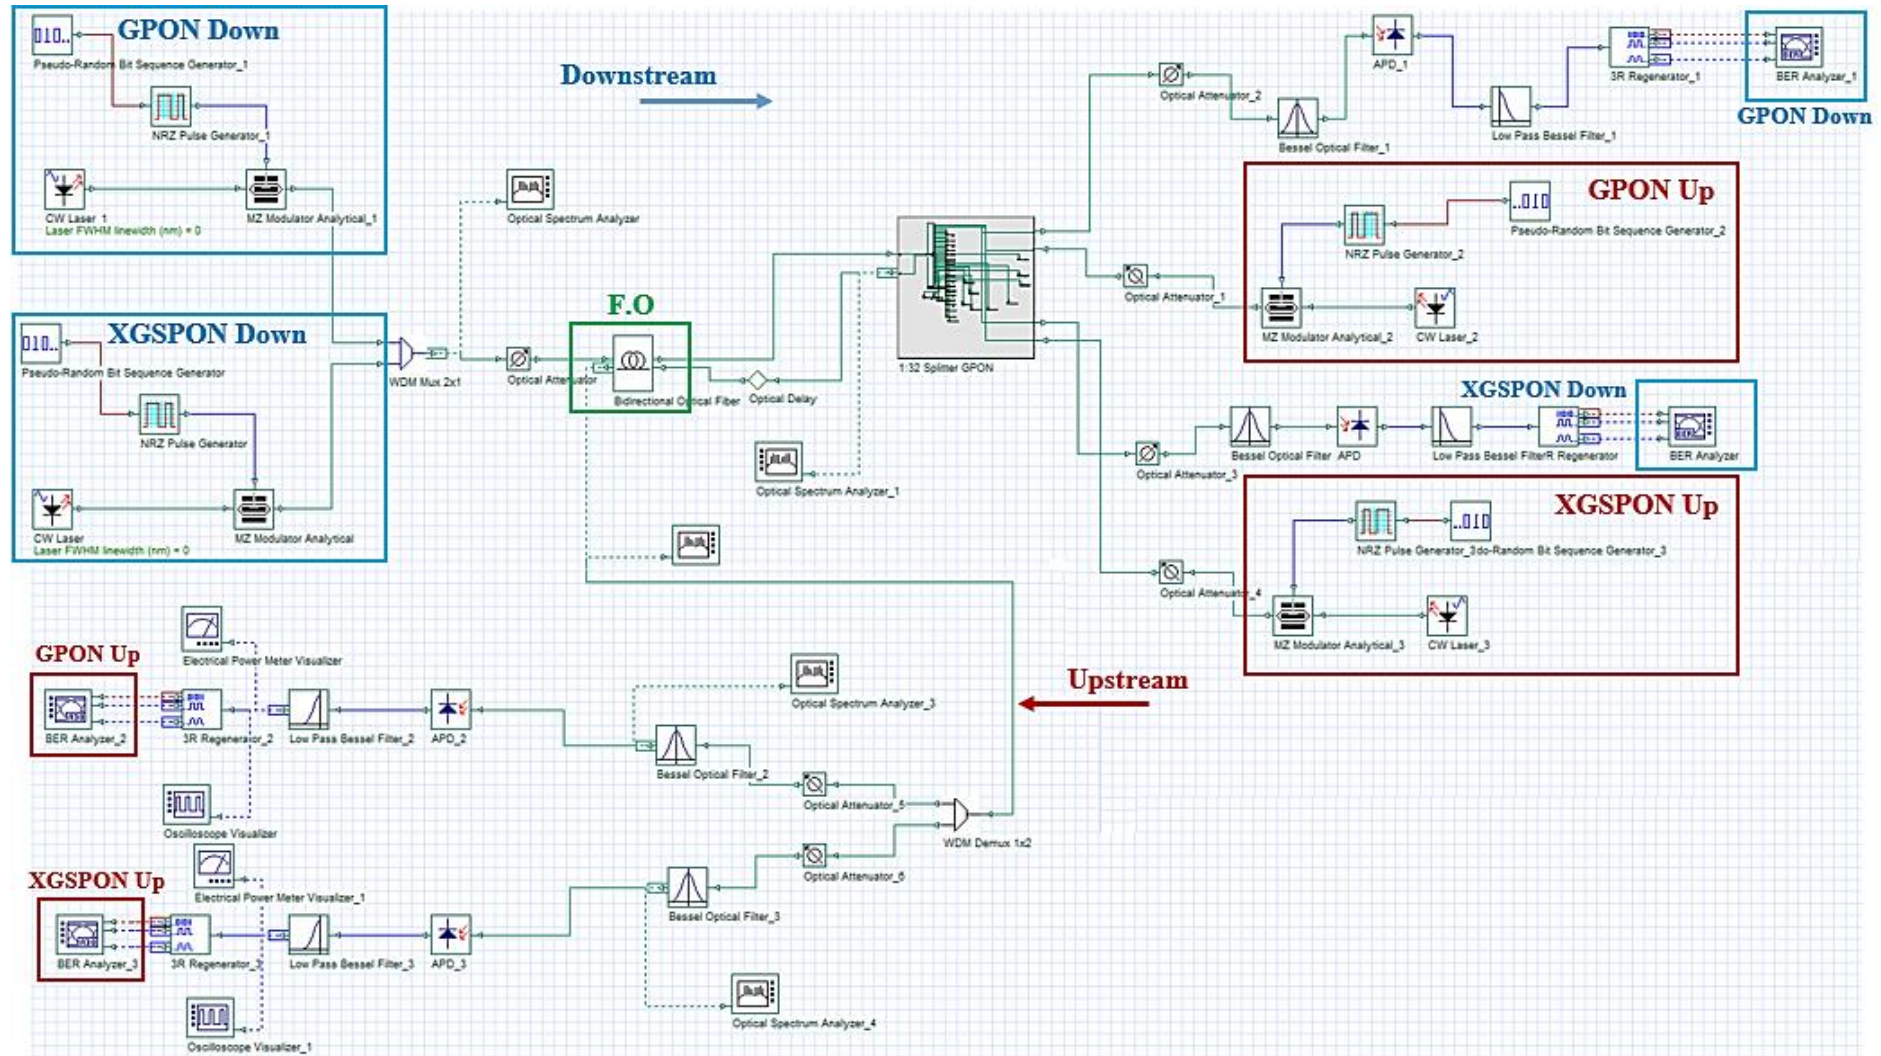 GPON Down
010..
Pseudo-Random Bit Sequence Generator_1
NRZ Pulse Generator_1
CW Laser_1
Laser FWHM linewidth (nm) = 0
MZ Modulator Analytical_1
XGSPON Down
010..
Pseudo-Random Bit Sequence Generator
NRZ Pulse Generator
CW Laser
Laser FWHM linewidth (nm) = 0
MZ Modulator Analytical
WDM Mux 2x1
Downstream
Optical Spectrum Analyzer
Optical Attenuator
F.O
Bidirectional Optical Fiber
Optical Delay
Optical Spectrum Analyzer_1
1:32 Splitter GPON
Optical Attenuator_2
Bessel Optical Filter_1
APD_1
Low Pass Bessel Filter_1
3R Regenerator_1
BER Analyzer_1
GPON Down
GPON Up
..010
Pseudo-Random Bit Sequence Generator_2
NRZ Pulse Generator_2
Optical Attenuator_1
MZ Modulator Analytical_2
CW Laser_2
XGSPON Down
Optical Attenuator_3
Bessel Optical Filter
APD
Low Pass Bessel Filter
R Regenerator
BER Analyzer
XGSPON Up
..010
NRZ Pulse Generator_3
do-Random Bit Sequence Generator_3
Optical Attenuator_4
MZ Modulator Analytical_3
CW Laser_3
Upstream
GPON Up
Electrical Power Meter Visualizer
BER Analyzer_2
3R Regenerator_2
Low Pass Bessel Filter_2
APD_2
Optical Spectrum Analyzer_3
Bessel Optical Filter_2
Optical Attenuator_5
Oscilloscope Visualizer
WDM Demux 1x2
Optical Attenuator_6
XGSPON Up
Electrical Power Meter Visualizer_1
Bessel Optical Filter_3
BER Analyzer_3
3R Regenerator_3
Low Pass Bessel Filter_3
APD_3
Optical Spectrum Analyzer_4
Oscilloscope Visualizer_1